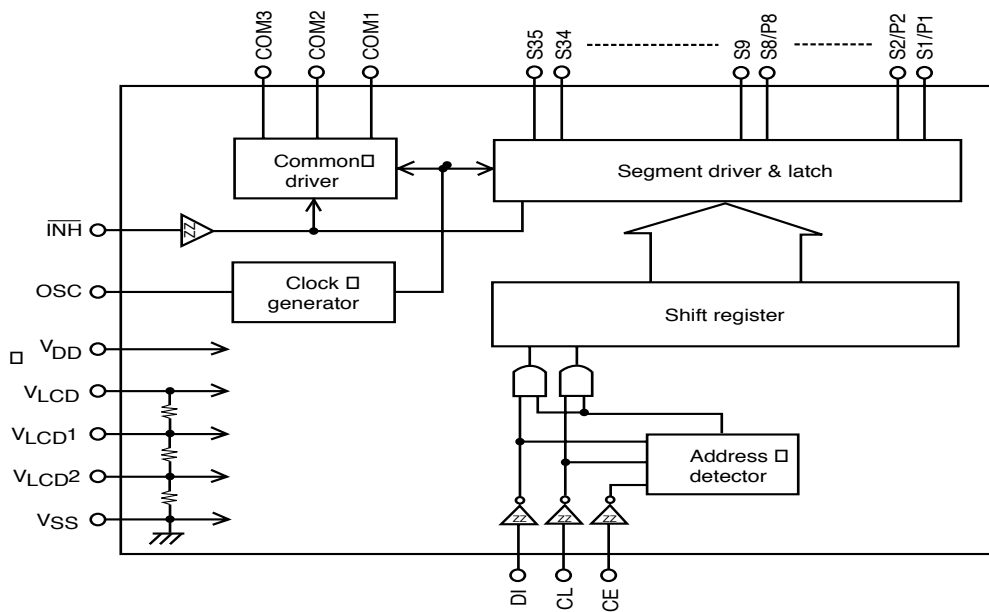 COM3
COM2
COM1
S35
S34
S9
S8/P8
S2/P2
S1/P1
Common
driver
Segment driver & latch
INH
OSC
Clock
generator
Shift register
VDD
VLCD
VLCD1
VLCD2
VSS
Address
detector
DI
CL
CE